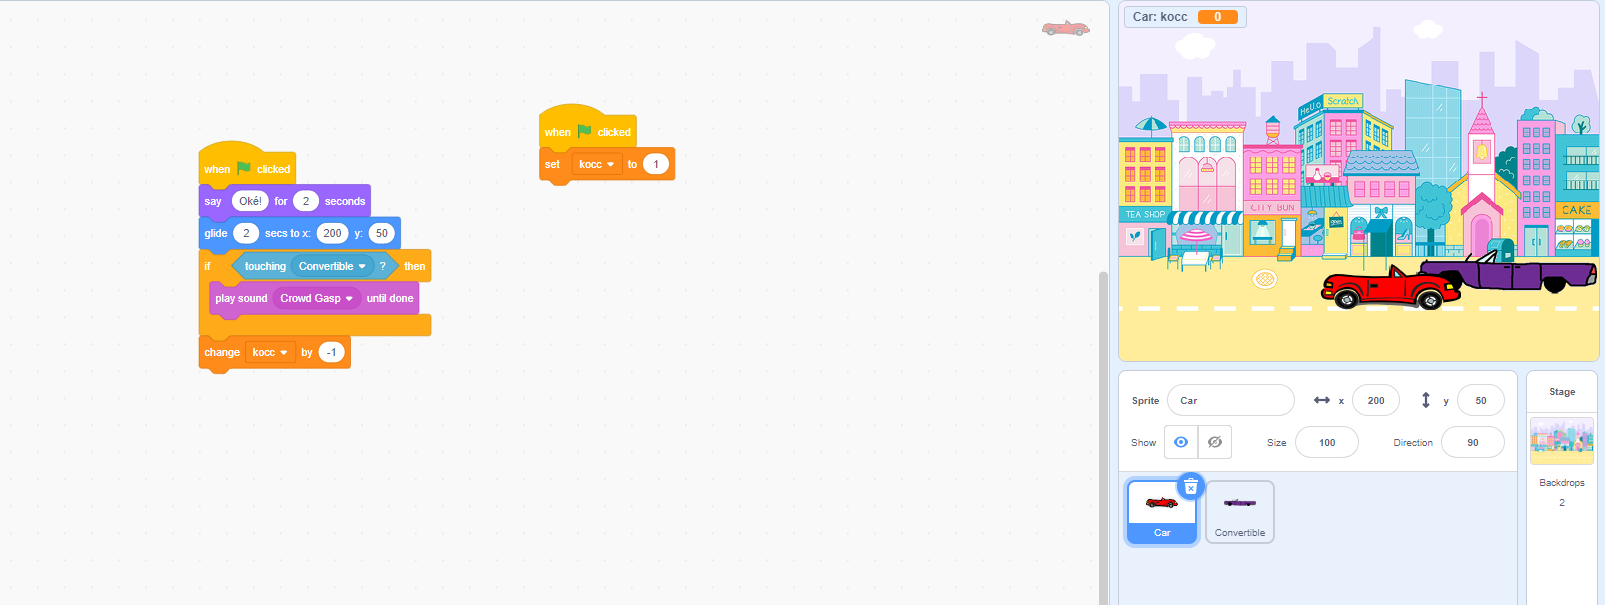 Car: kocc 0
Hello
Scratch
TEA SHOP
CITY BUN
CAKE
when clicked
set kocc to 1
when clicked
say Oké! for 2 seconds
glide 2 secs to x: 200 y: 50
if touching Convertible ? then
play sound Crowd Gasp until done
change kocc by -1
Sprite Car x 200 y 50
Show Size 100 Direction 90
Car
Convertible
Stage
Backdrops
2